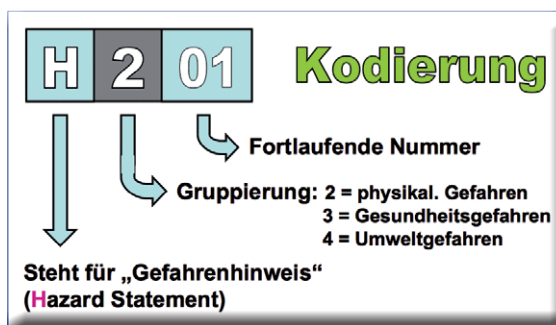 H 2 01 Kodierung
Fortlaufende Nummer
Gruppierung: 2 = physikal. Gefahren
3 = Gesundheitsgefahren
4 = Umweltgefahren
Steht für „Gefahrenhinweis“
(Hazard Statement)